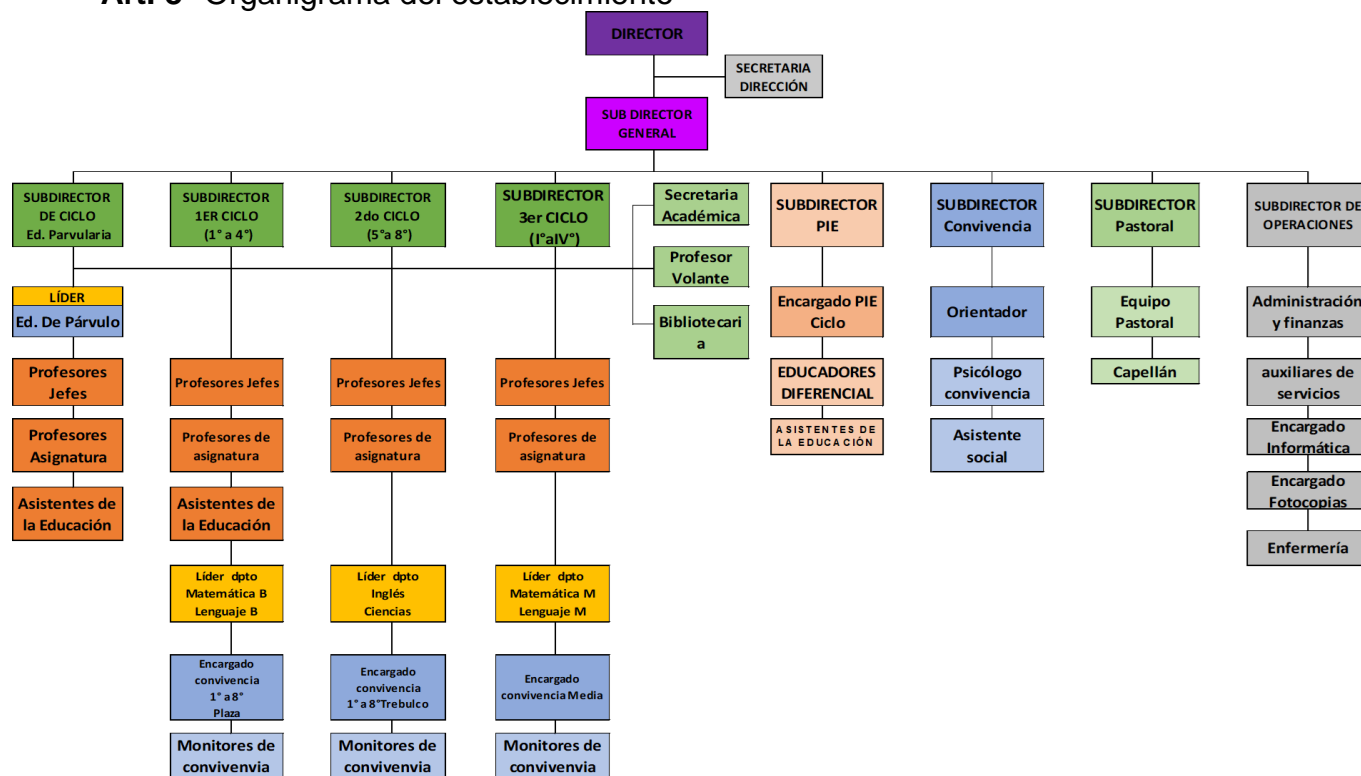 Organigrama del establecimiento
DIRECTOR
SECRETARIA
DIRECCIÓN
SUB DIRECTOR
GENERAL
SUBDIRECTOR
DE CICLO
Ed. Parvularia
SUBDIRECTOR
1ER CICLO
(1° a 4°)
SUBDIRECTOR
2do CICLO
(5°a 8°)
SUBDIRECTOR
3er CICLO
(I°aIV°)
Secretaria
Académica
Profesor
Volante
Bibliotecari
a
SUBDIRECTOR
PIE
SUBDIRECTOR
Convivencia
SUBDIRECTOR
Pastoral
SUBDIRECTOR DE
OPERACIONES
LÍDER
Ed. De Párvulo
Profesores
Jefes
Profesores
Asignatura
Asistentes de
la Educación
Profesores Jefes
Profesores de
asignatura
Asistentes de
la Educación
Líder dpto
Matemática B
Lenguaje B
Encargado
convivencia
1° a 8°
Plaza
Monitores de
convivenvia
Profesores Jefes
Profesores de
asignatura
Líder dpto
Inglés
Ciencias
Encargado
convivencia
1° a 8°Trebulco
Monitores de
convivenvia
Profesores Jefes
Profesores de
asignatura
Líder dpto
Matemática M
Lenguaje M
Encargado
convivencia Media
Monitores de
convivenvia
Encargado PIE
Ciclo
EDUCADORES
DIFERENCIAL
ASISTENTES DE
LA EDUCACIÓN
Orientador
Psicólogo
convivencia
Asistente
social
Equipo
Pastoral
Capellán
Administración
y finanzas
auxiliares de
servicios
Encargado
Informática
Encargado
Fotocopias
Enfermería